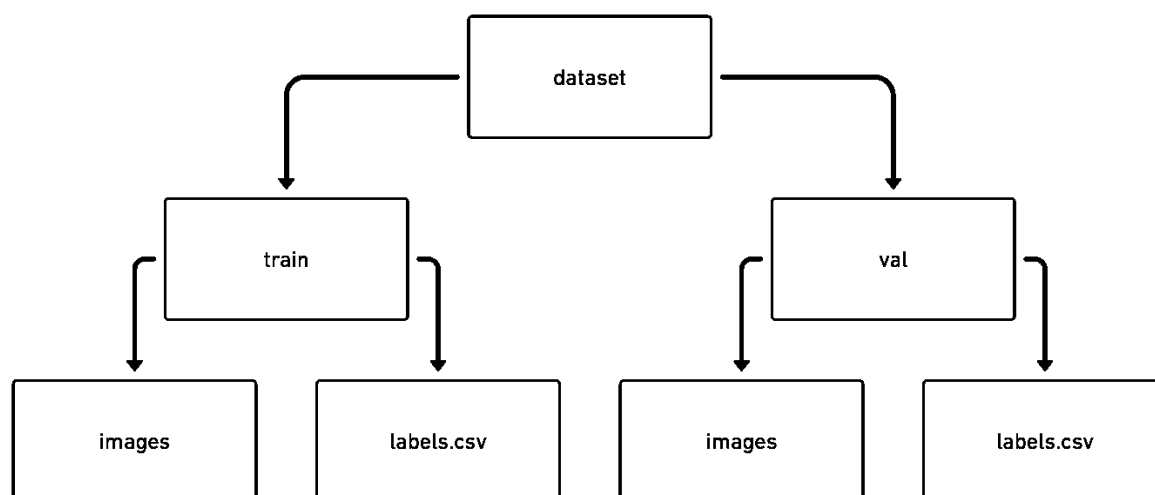 dataset
train
val
images
labels.csv
images
labels.csv